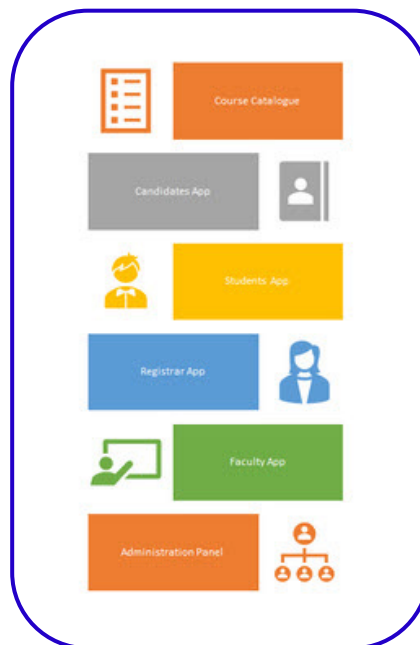 Course Catalogue
Candidates App
Students App
Registrar App
Faculty App
Administration Panel